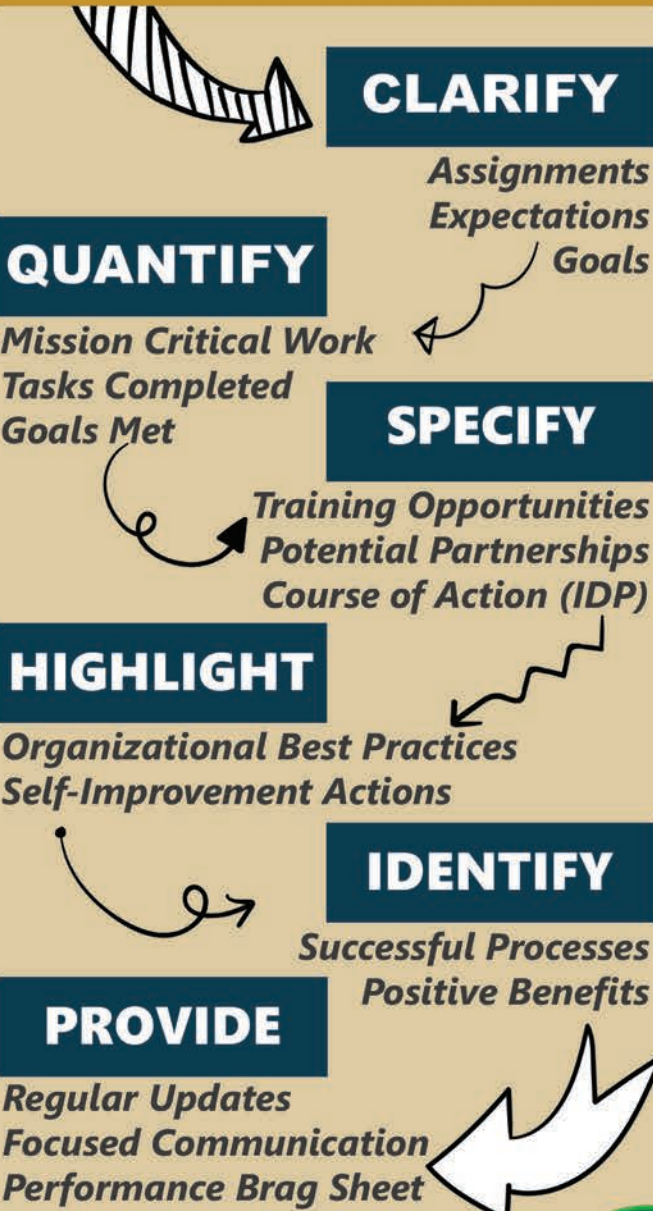 CLARIFY
Assignments
Expectations
Goals
QUANTIFY
Mission Critical Work
Tasks Completed
Goals Met
SPECIFY
Training Opportunities
Potential Partnerships
Course of Action (IDP)
HIGHLIGHT
Organizational Best Practices
Self-Improvement Actions
IDENTIFY
Successful Processes
Positive Benefits
PROVIDE
Regular Updates
Focused Communication
Performance Brag Sheet